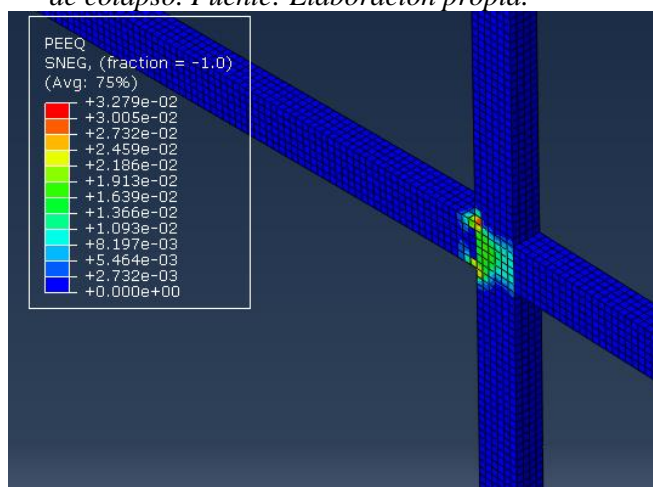 de colapso. Fuente: Elaboración propia.
PEEQ
SNEG, (fraction = -1.0)
(Avg: 75%)
+3.279e-02
+3.005e-02
+2.732e-02
+2.459e-02
+2.186e-02
+1.913e-02
+1.639e-02
+1.366e-02
+1.093e-02
+8.197e-03
+5.464e-03
+2.732e-03
+0.000e+00